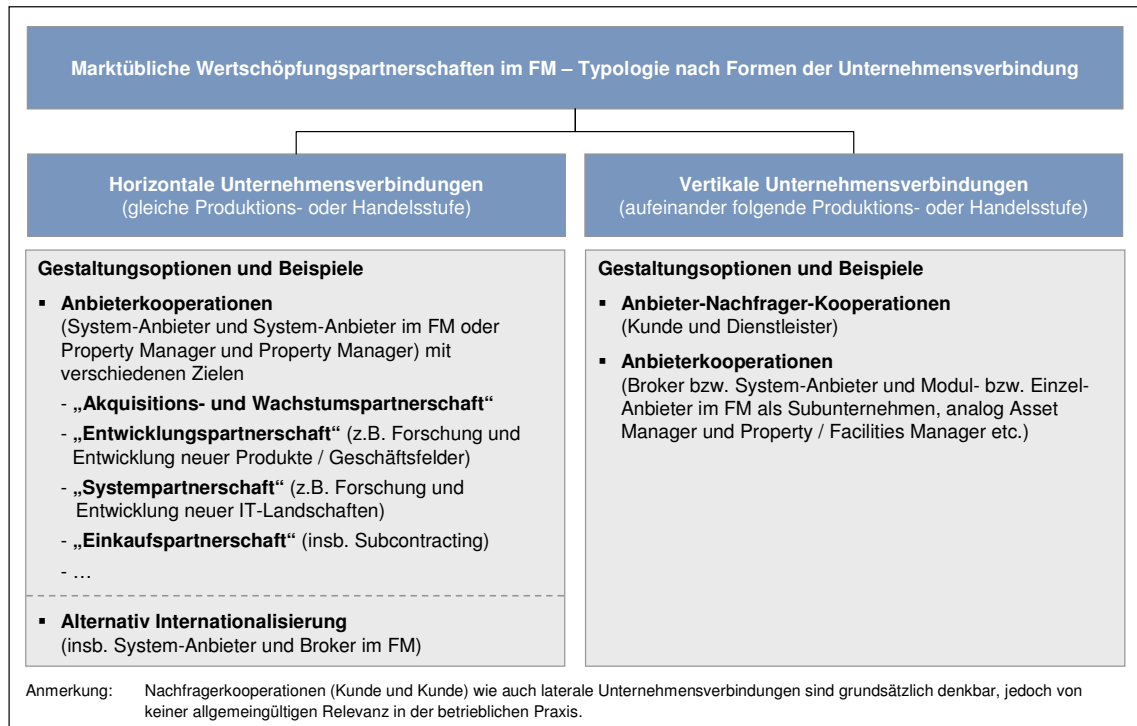 Marktübliche Wertschöpfungspartnerschaften im FM – Typologie nach Formen der Unternehmensverbindung
Horizontale Unternehmensverbindungen
(gleiche Produktions- oder Handelsstufe)
Gestaltungsoptionen und Beispiele
▪ Anbieterkooperationen
(System-Anbieter und System-Anbieter im FM oder
Property Manager und Property Manager) mit
verschiedenen Zielen
- „Akquisitions- und Wachstumspartnerschaft“
- „Entwicklungspartnerschaft“ (z.B. Forschung und
Entwicklung neuer Produkte / Geschäftsfelder)
- „Systempartnerschaft“ (z.B. Forschung und
Entwicklung neuer IT-Landschaften)
- „Einkaufspartnerschaft“ (insb. Subcontracting)
- …
▪ Alternativ Internationalisierung
(insb. System-Anbieter und Broker im FM)
Vertikale Unternehmensverbindungen
(aufeinander folgende Produktions- oder Handelsstufe)
Gestaltungsoptionen und Beispiele
▪ Anbieter-Nachfrager-Kooperationen
(Kunde und Dienstleister)
▪ Anbieterkooperationen
(Broker bzw. System-Anbieter und Modul- bzw. Einzel-
Anbieter im FM als Subunternehmen, analog Asset
Manager und Property / Facilities Manager etc.)
Anmerkung: Nachfragerkooperationen (Kunde und Kunde) wie auch laterale Unternehmensverbindungen sind grundsätzlich denkbar, jedoch von
keiner allgemeingültigen Relevanz in der betrieblichen Praxis.